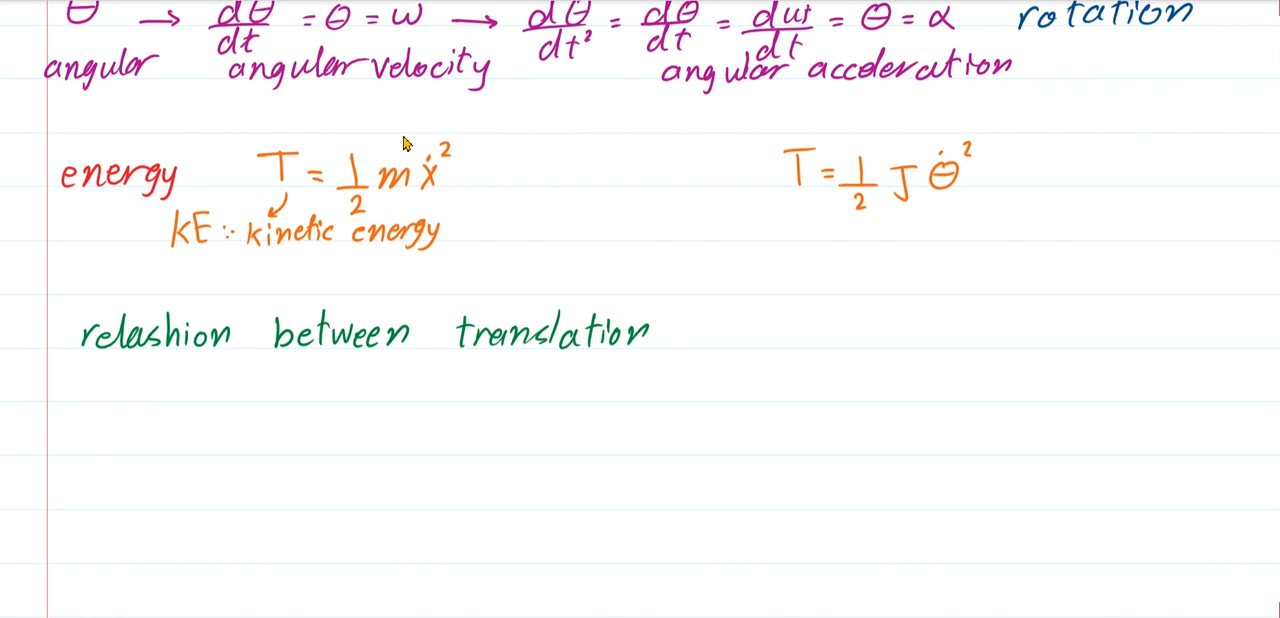 θ → dθ/dt = θ = ω → dθ/dt² = dθ/dt = dω/dt = θ = α rotation
angular angular velocity angular acceleration
energy T = 1/2 m ẋ² T = 1/2 J θ̇²
KE : kinetic energy
relashion between translation